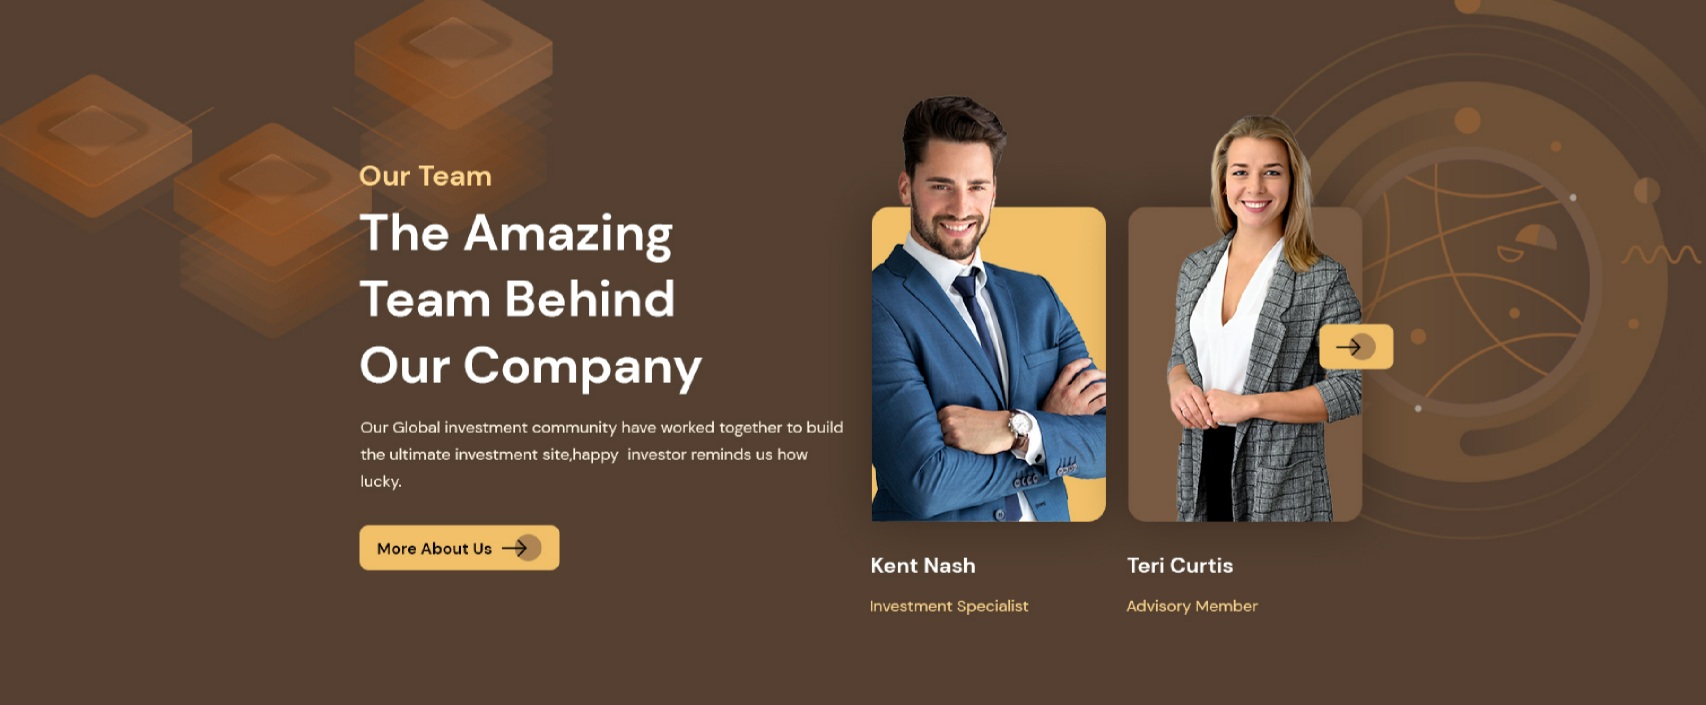 Our Team
The Amazing
Team Behind
Our Company
Our Global investment community have worked together to build
the ultimate investment site,happy  investor reminds us how
lucky.
More About Us
Kent Nash
Investment Specialist
Teri Curtis
Advisory Member